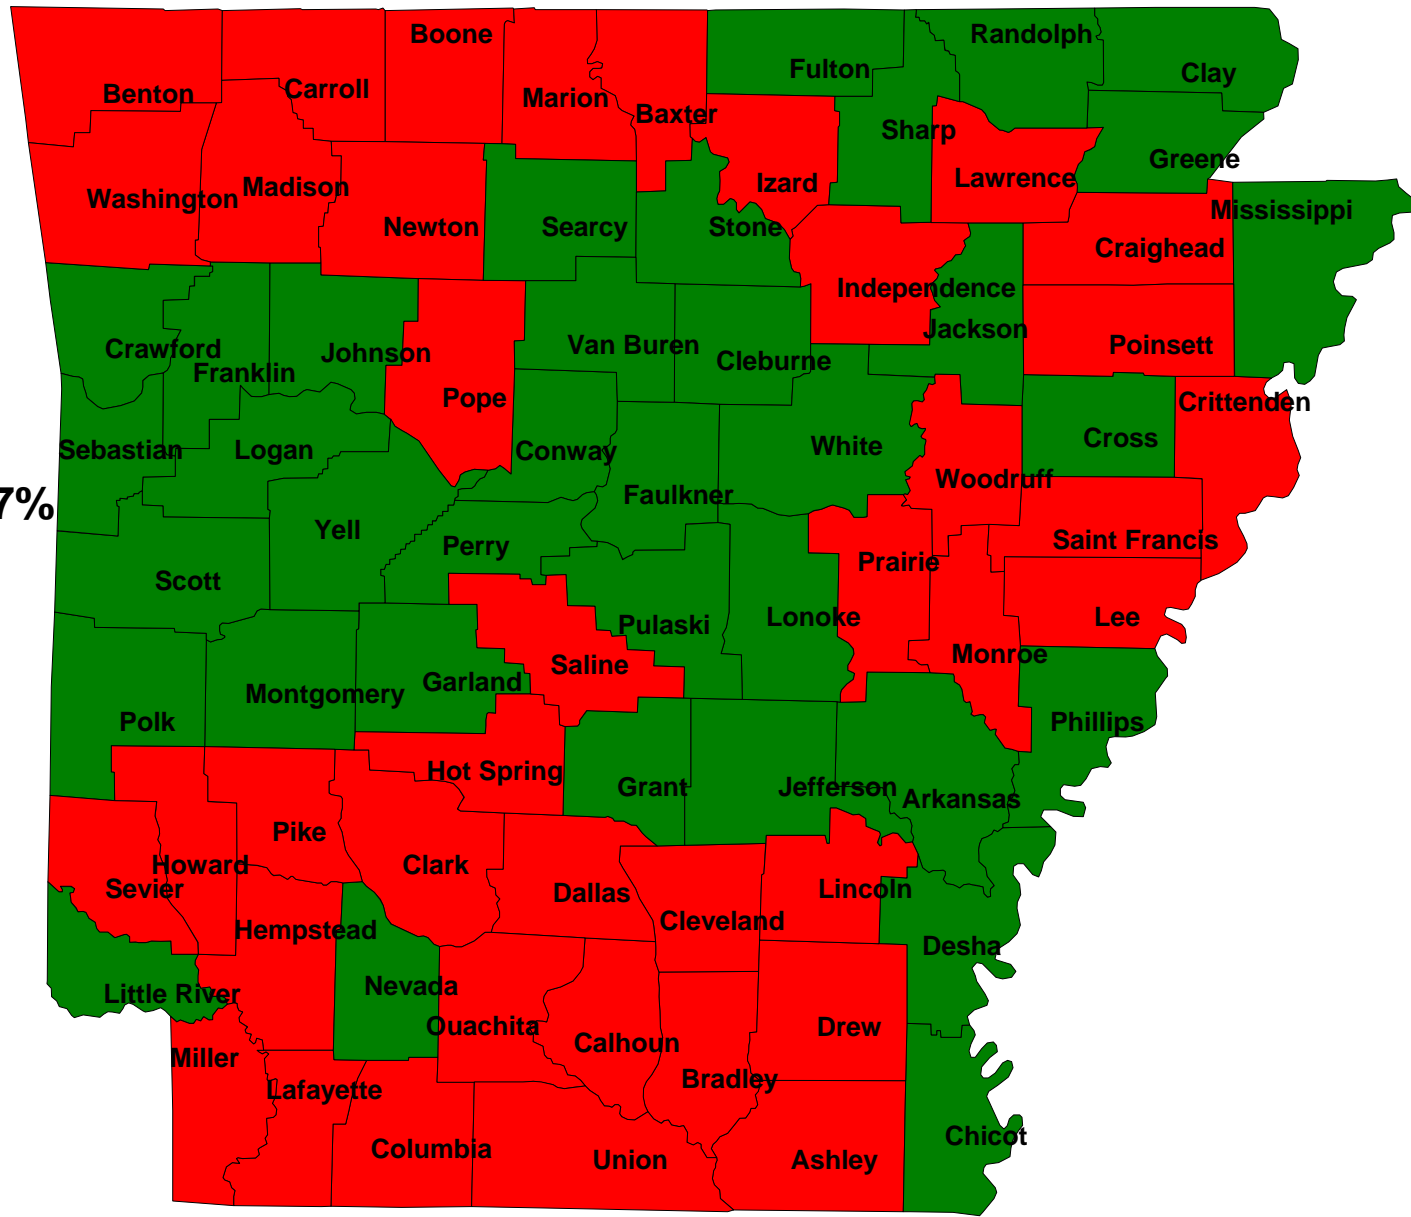 Boone
Randolph
Fulton
Clay
Benton
Carroll
Marion
Baxter
Sharp
Greene
Washington
Madison
Izard
Lawrence
Mississippi
Newton
Searcy
Stone
Craighead
Independence
Jackson
Crawford
Franklin
Johnson
Van Buren
Cleburne
Poinsett
Pope
Crittenden
Sebastian
Logan
Conway
White
Cross
Woodruff
Faulkner
7%
Yell
Perry
Saint Francis
Prairie
Scott
Pulaski
Lonoke
Lee
Saline
Monroe
Montgomery
Garland
Polk
Phillips
Hot Spring
Grant
Jefferson
Arkansas
Pike
Howard
Clark
Sevier
Dallas
Lincoln
Cleveland
Hempstead
Desha
Little River
Nevada
Ouachita
Calhoun
Drew
Miller
Lafayette
Bradley
Columbia
Union
Ashley
Chicot